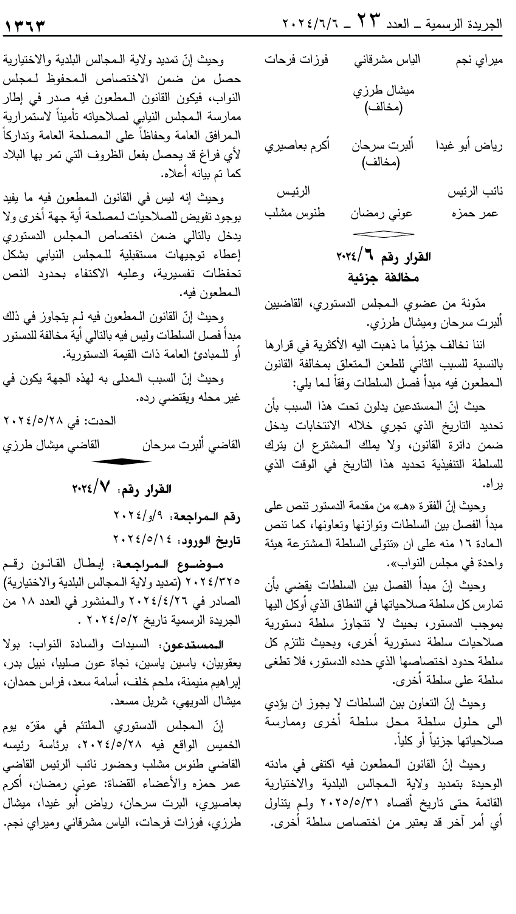 الجريدة الرسمية ــ العدد ٢٣ ــ ٢٠٢٤/٦/٦
١٣٦٣
ميراي نجم الياس مشرقاني فوزات فرحات
ميشال طرزي
(مخالف)
رياض أبو غيدا ألبرت سرحان أكرم بعاصيري
(مخالف)
نائب الرئيس الرئيس
عمر حمزه عوني رمضان طنوس مشلب
القرار رقم ٢٠٢٤/٦
مخالفة جزئية
مدّونة من عضوي المجلس الدستوري، القاضيين
ألبرت سرحان وميشال طرزي.
اننا نخالف جزئياً ما ذهبت اليه الأكثرية في قرارها
بالنسبة للسبب الثاني للطعن المتعلق بمخالفة القانون
المطعون فيه مبدأ فصل السلطات وفقاً لما يلي:
حيث إنّ المستدعين يدلون تحت هذا السبب بأن
تحديد التاريخ الذي تجري خلاله الانتخابات يدخل
ضمن دائرة القانون، ولا يملك المشترع ان يترك
للسلطة التنفيذية تحديد هذا التاريخ في الوقت الذي
يراه.
وحيث إنّ الفقرة «هـ» من مقدمة الدستور تنص على
مبدأ الفصل بين السلطات وتوازنها وتعاونها، كما تنص
المادة ١٦ منه على ان «تتولى السلطة المشترعة هيئة
واحدة في مجلس النواب».
وحيث إنّ مبدأ الفصل بين السلطات يقضي بأن
تمارس كل سلطة صلاحياتها في النطاق الذي أوكل اليها
بموجب الدستور، بحيث لا تتجاوز سلطة دستورية
صلاحيات سلطة دستورية أخرى، وبحيث تلتزم كل
سلطة حدود اختصاصها الذي حدده الدستور، فلا تطغى
سلطة على سلطة أخرى.
وحيث إنّ التعاون بين السلطات لا يجوز ان يؤدي
الى حلول سلطة محل سلطة أخرى وممارسة
صلاحياتها جزئياً أو كلياً.
وحيث إنّ القانون المطعون فيه اكتفى في مادته
الوحيدة بتمديد ولاية المجالس البلدية والاختيارية
القائمة حتى تاريخ أقصاه ٢٠٢٥/٥/٣١ ولم يتناول
أي أمر آخر قد يعتبر من اختصاص سلطة أخرى.
وحيث إنّ تمديد ولاية المجالس البلدية والاختيارية
حصل من ضمن الاختصاص المحفوظ لمجلس
النواب، فيكون القانون المطعون فيه صدر في إطار
ممارسة المجلس النيابي لصلاحياته تأميناً لاستمرارية
المرافق العامة وحفاظاً على المصلحة العامة وتداركاً
لأي فراغ قد يحصل بفعل الظروف التي تمر بها البلاد
كما تم بيانه أعلاه.
وحيث إنه ليس في القانون المطعون فيه ما يفيد
بوجود تفويض للصلاحيات لمصلحة أية جهة أخرى ولا
يدخل بالتالي ضمن اختصاص المجلس الدستوري
إعطاء توجيهات مستقبلية للمجلس النيابي بشكل
تحفظات تفسيرية، وعليه الاكتفاء بحدود النص
المطعون فيه.
وحيث إنّ القانون المطعون فيه لم يتجاوز في ذلك
مبدأ فصل السلطات وليس فيه بالتالي أية مخالفة للدستور
أو للمبادئ العامة ذات القيمة الدستورية.
وحيث إنّ السبب المدلى به لهذه الجهة يكون في
غير محله ويقتضي رده.
الحدت: في ٢٠٢٤/٥/٢٨
القاضي ألبرت سرحان القاضي ميشال طرزي
القرار رقم: ٢٠٢٤/٧
رقم المراجعة: ٩/و/٢٠٢٤
تاريخ الورود: ٢٠٢٤/٥/١٤
موضوع المراجعة: إبطال القانون رقم
٢٠٢٤/٣٢٥ (تمديد ولاية المجالس البلدية والاختيارية)
الصادر في ٢٠٢٤/٤/٢٦ والمنشور في العدد ١٨ من
الجريدة الرسمية تاريخ ٢٠٢٤/٥/٢ .
المستدعون: السيدات والسادة النواب: بولا
يعقوبيان، ياسين ياسين، نجاة عون صليبا، نبيل بدر،
إبراهيم منيمنة، ملحم خلف، أسامة سعد، فراس حمدان،
ميشال الدويهي، شربل مسعد.
إنّ المجلس الدستوري الملتئم في مقرّه يوم
الخميس الواقع فيه ٢٠٢٤/٥/٢٨، برئاسة رئيسه
القاضي طنوس مشلب وحضور نائب الرئيس القاضي
عمر حمزه والأعضاء القضاة: عوني رمضان، أكرم
بعاصيري، البرت سرحان، رياض أبو غيدا، ميشال
طرزي، فوزات فرحات، الياس مشرقاني وميراي نجم.